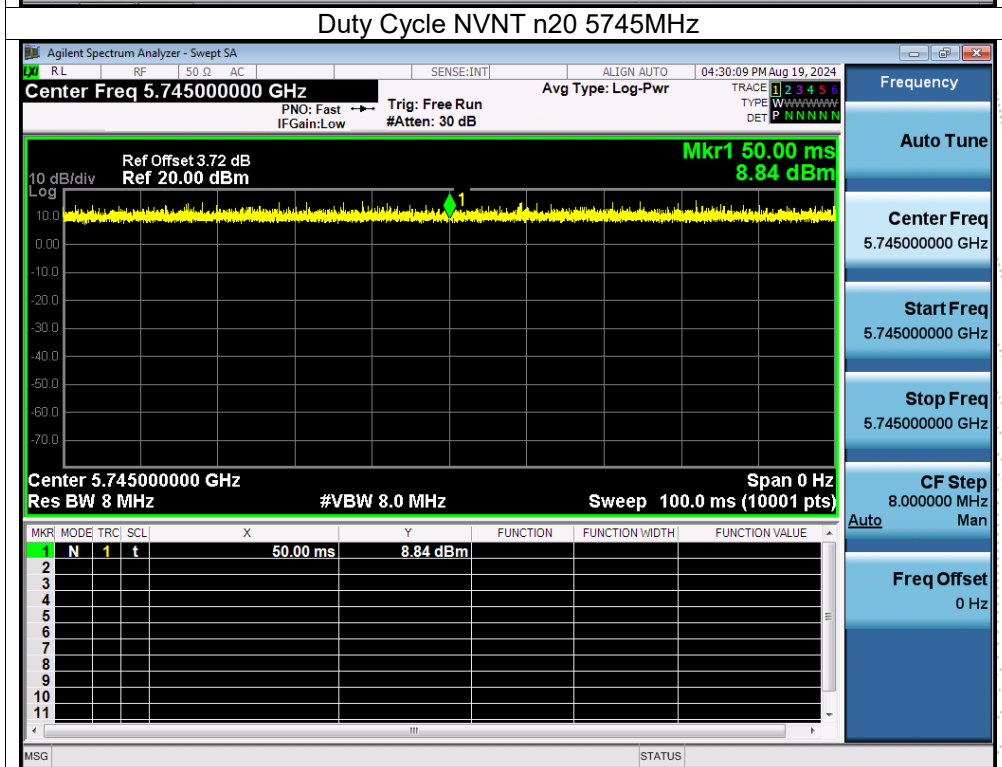 Duty Cycle NVNT n20 5745MHz
Agilent Spectrum Analyzer - Swept SA
LXI RL RF 50 Ω AC SENSE:INT ALIGN AUTO 04:30:09 PM Aug 19, 2024
Center Freq 5.745000000 GHz Avg Type: Log-Pwr TRACE 1 2 3 4 5 6
PNO: Fast Trig: Free Run TYPE WWWWWW
IFGain:Low #Atten: 30 dB DET P N N N N N
Frequency
Mkr1 50.00 ms
8.84 dBm
Ref Offset 3.72 dB
10 dB/div Ref 20.00 dBm
Log
1
10.0
0.00
-10.0
-20.0
-30.0
-40.0
-50.0
-60.0
-70.0
Center 5.745000000 GHz Span 0 Hz
Res BW 8 MHz #VBW 8.0 MHz Sweep 100.0 ms (10001 pts)
MKR MODE TRC SCL X Y FUNCTION FUNCTION WIDTH FUNCTION VALUE
1 N 1 t 50.00 ms 8.84 dBm
2
3
4
5
6
7
8
9
10
11
MSG STATUS
Auto Tune
Center Freq
5.745000000 GHz
Start Freq
5.745000000 GHz
Stop Freq
5.745000000 GHz
CF Step
8.000000 MHz
Auto Man
Freq Offset
0 Hz